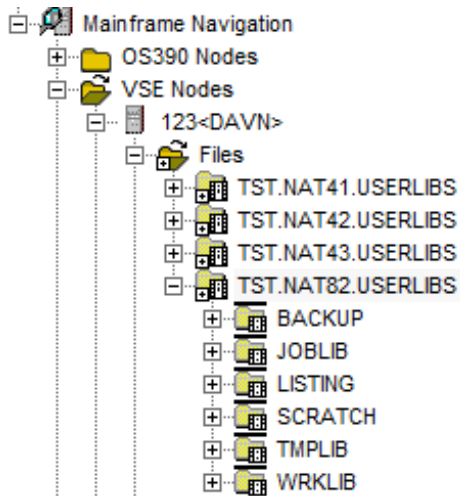 Mainframe Navigation
OS390 Nodes
VSE Nodes
123<DAVN>
Files
TST.NAT41.USERLIBS
TST.NAT42.USERLIBS
TST.NAT43.USERLIBS
TST.NAT82.USERLIBS
BACKUP
JOBLIB
LISTING
SCRATCH
TMPLIB
WRKLIB